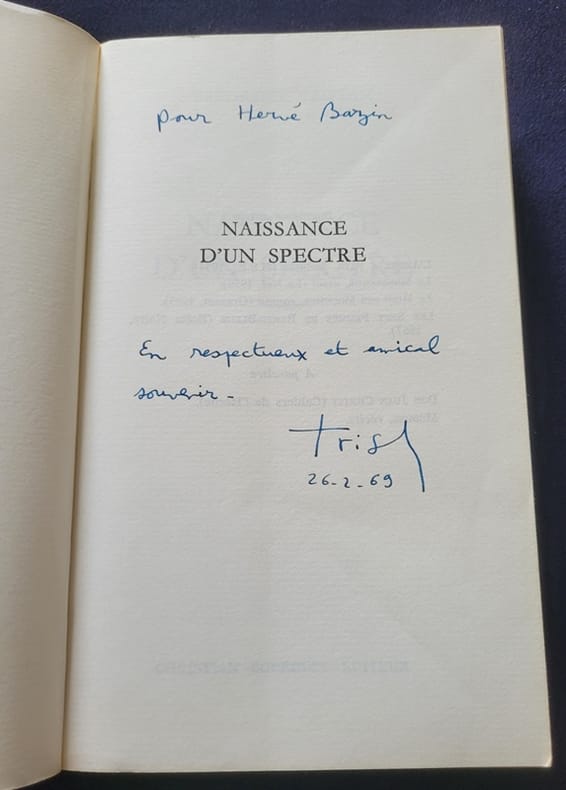 pour Hervé Bazin
NAISSANCE
D'UN SPECTRE
En respectueux et amical
souvenir -
26-2-69